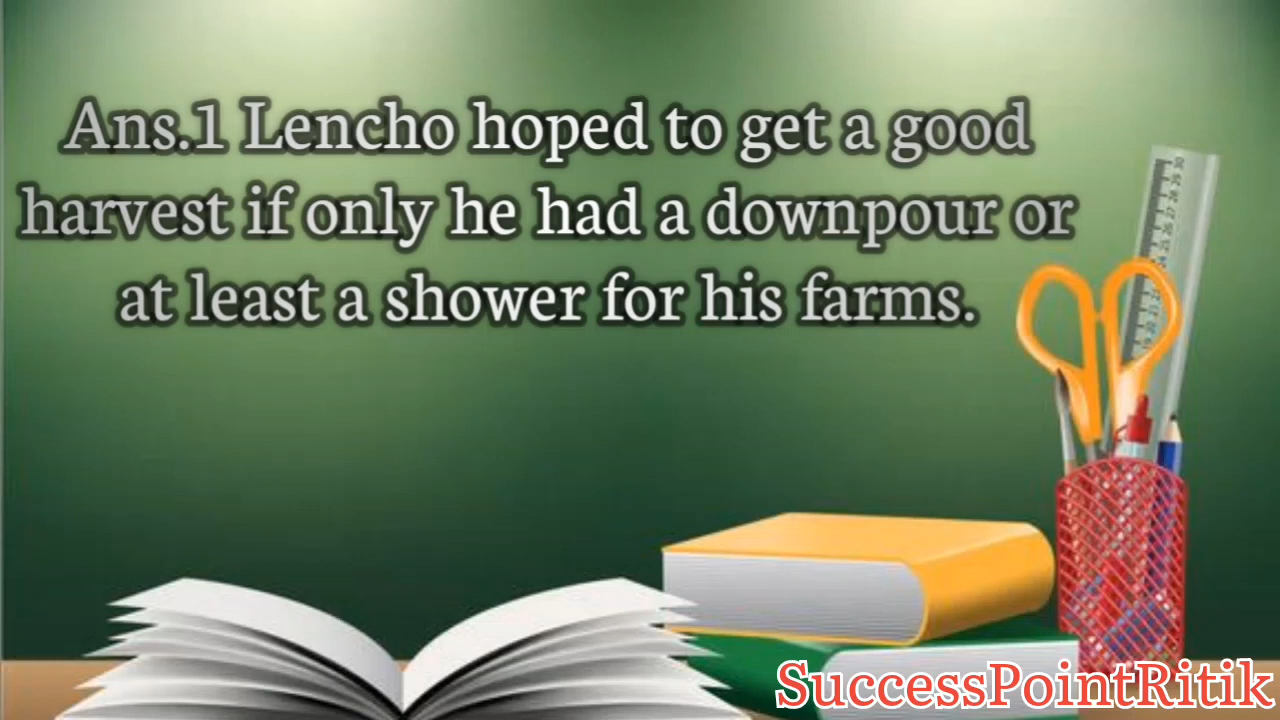 Ans.1 Lencho hoped to get a good
harvest if only he had a downpour or
at least a shower for his farms.
SuccessPointRitik